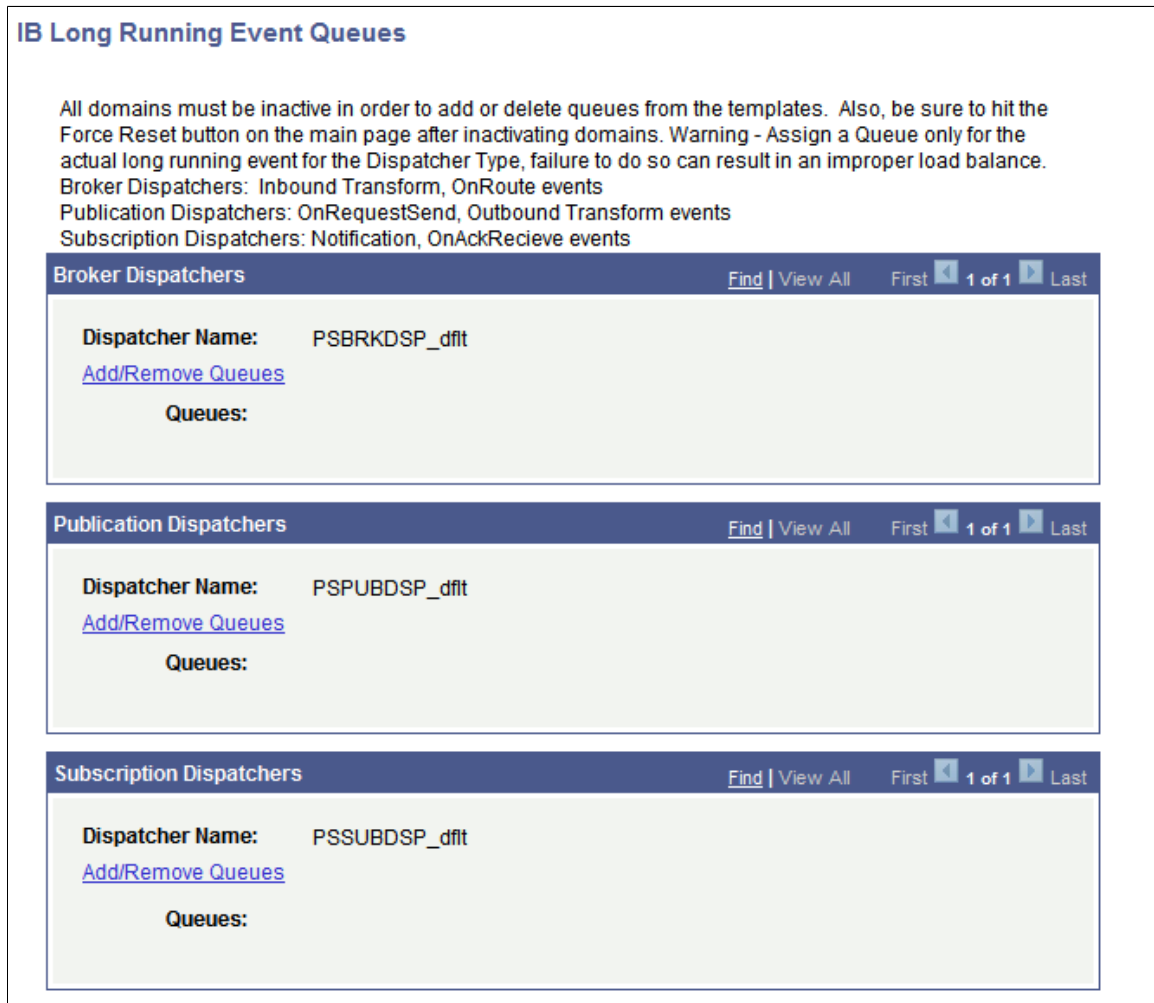 IB Long Running Event Queues
All domains must be inactive in order to add or delete queues from the templates.  Also, be sure to hit the
Force Reset button on the main page after inactivating domains. Warning - Assign a Queue only for the
actual long running event for the Dispatcher Type, failure to do so can result in an improper load balance.
Broker Dispatchers:  Inbound Transform, OnRoute events
Publication Dispatchers: OnRequestSend, Outbound Transform events
Subscription Dispatchers: Notification, OnAckRecieve events
Broker Dispatchers Find | View All First 1 of 1 Last
Dispatcher Name: PSBRKDSP_dflt
Add/Remove Queues
Queues:
Publication Dispatchers Find | View All First 1 of 1 Last
Dispatcher Name: PSPUBDSP_dflt
Add/Remove Queues
Queues:
Subscription Dispatchers Find | View All First 1 of 1 Last
Dispatcher Name: PSSUBDSP_dflt
Add/Remove Queues
Queues: